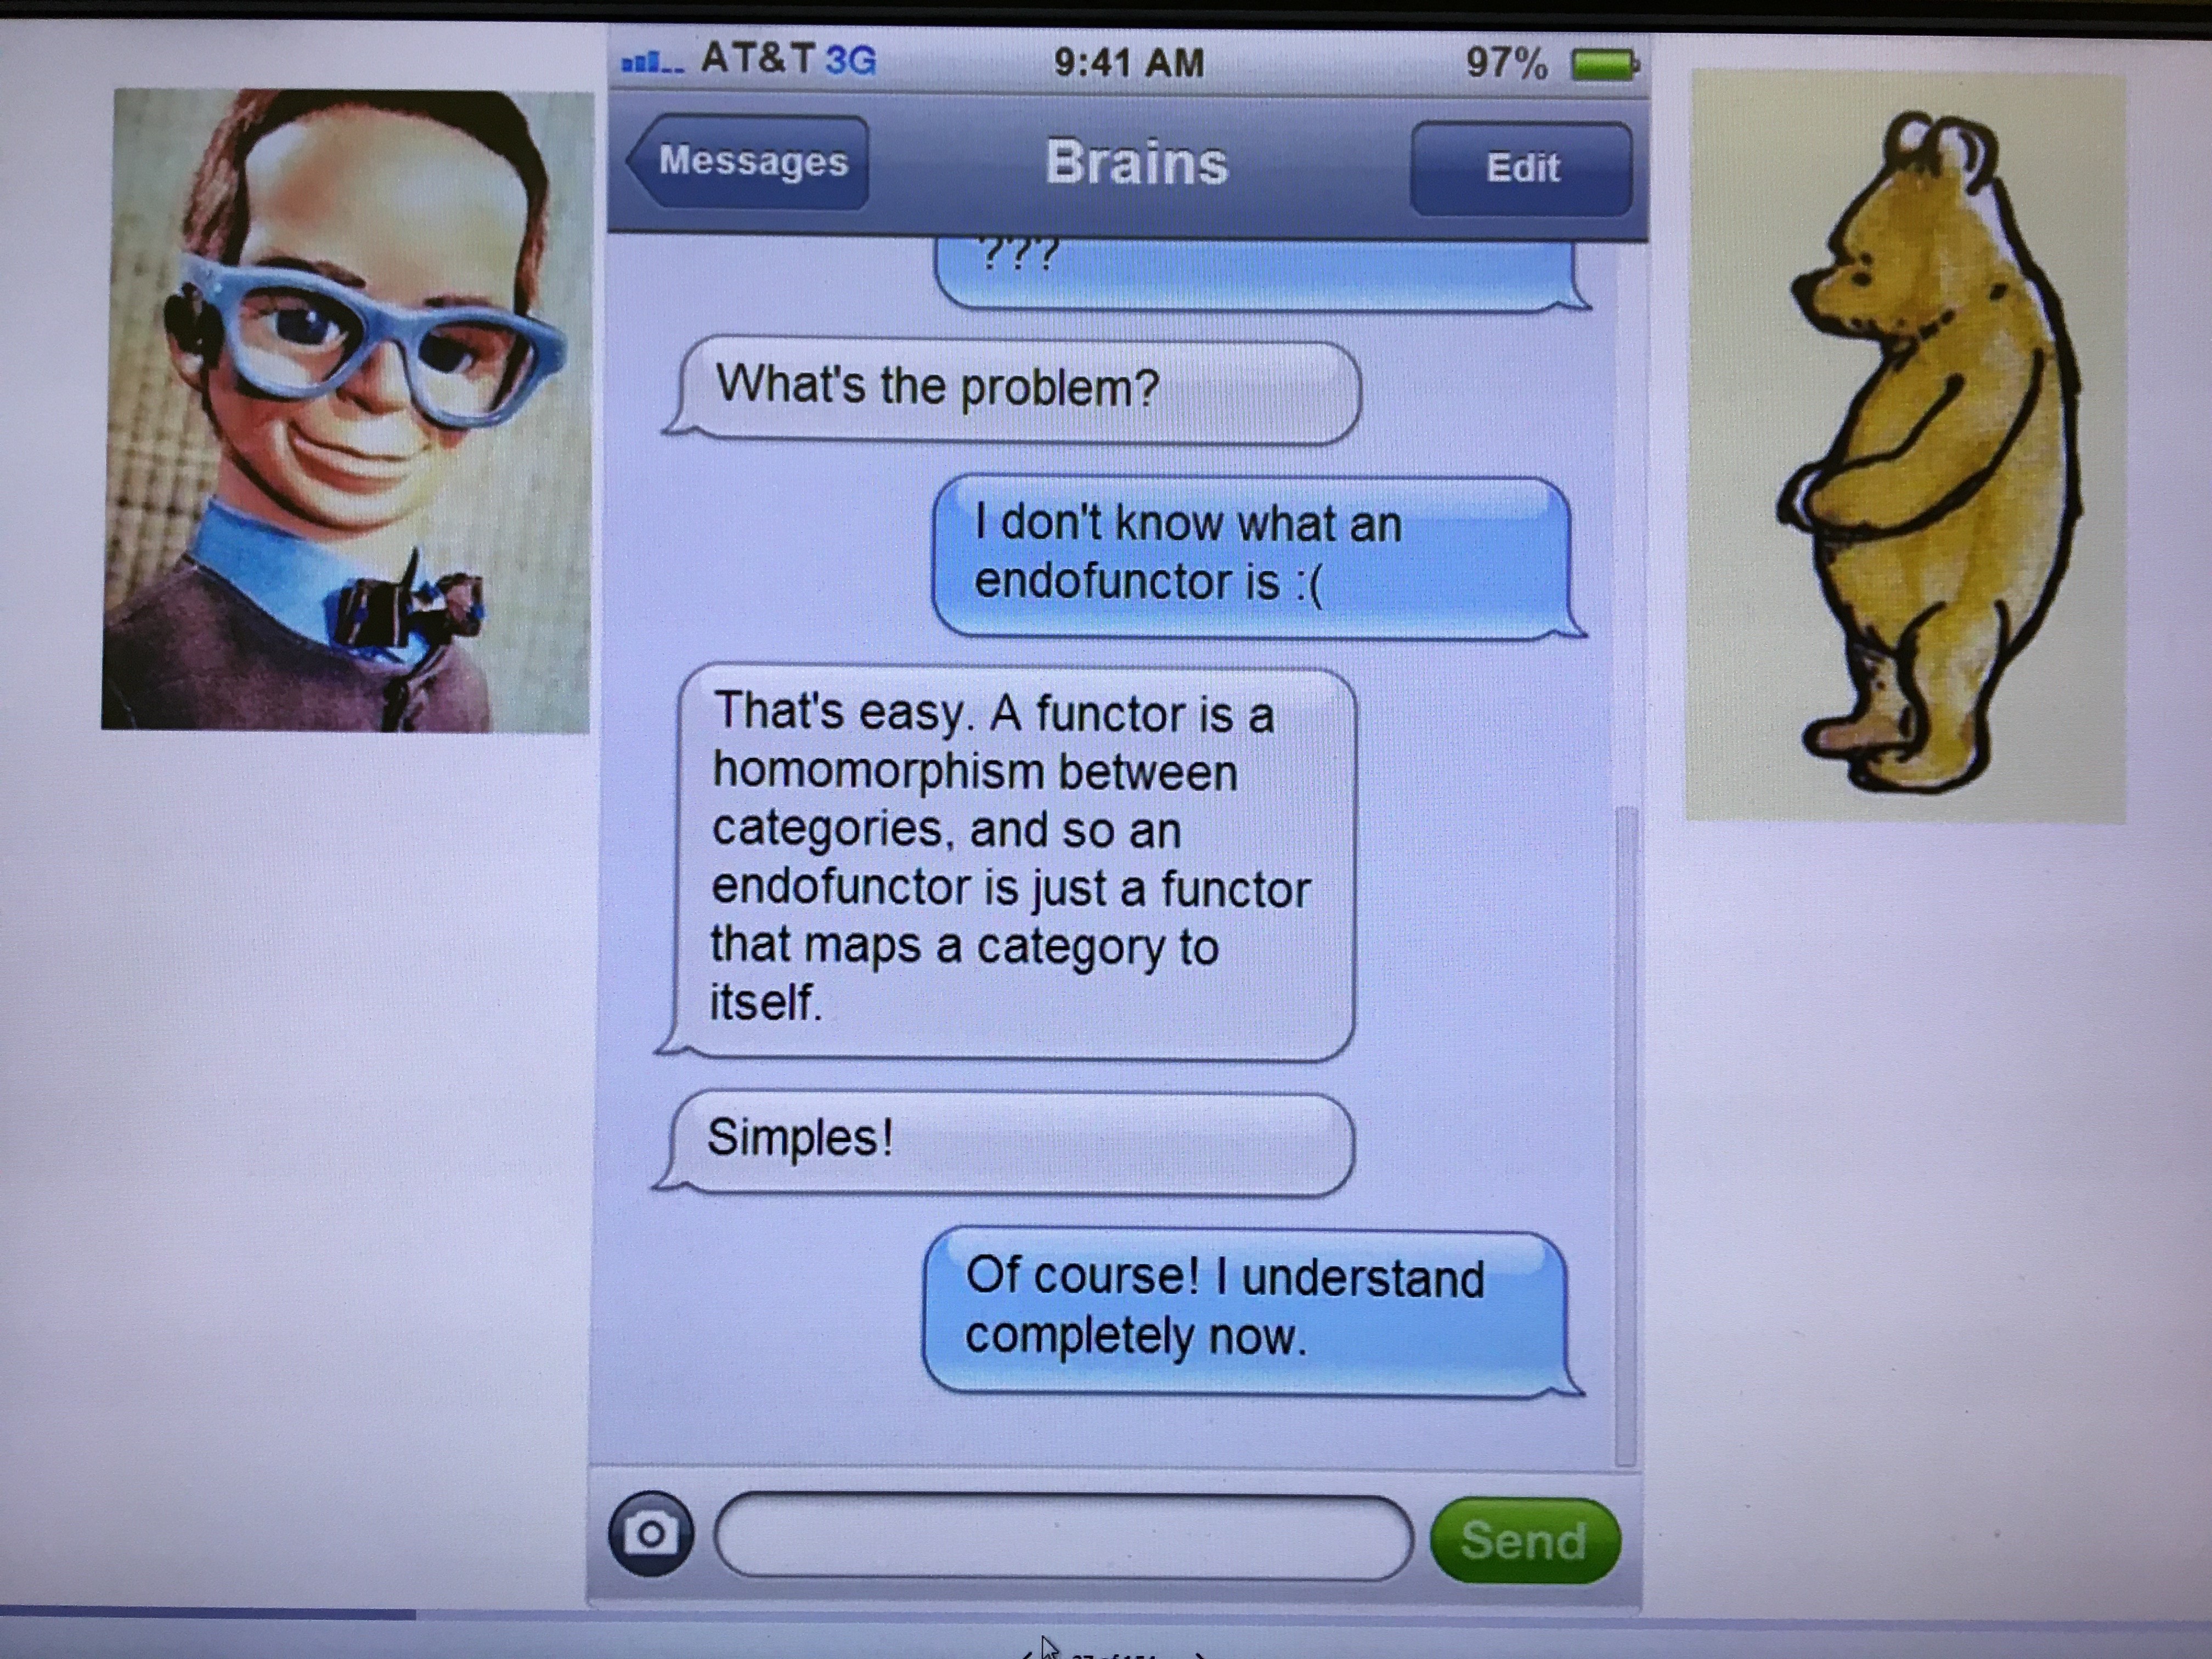 AT&T 3G 9:41 AM 97%
Messages Brains Edit
???
What's the problem?
I don't know what an
endofunctor is :(
That's easy. A functor is a
homomorphism between
categories, and so an
endofunctor is just a functor
that maps a category to
itself.
Simples!
Of course! I understand
completely now.
Send